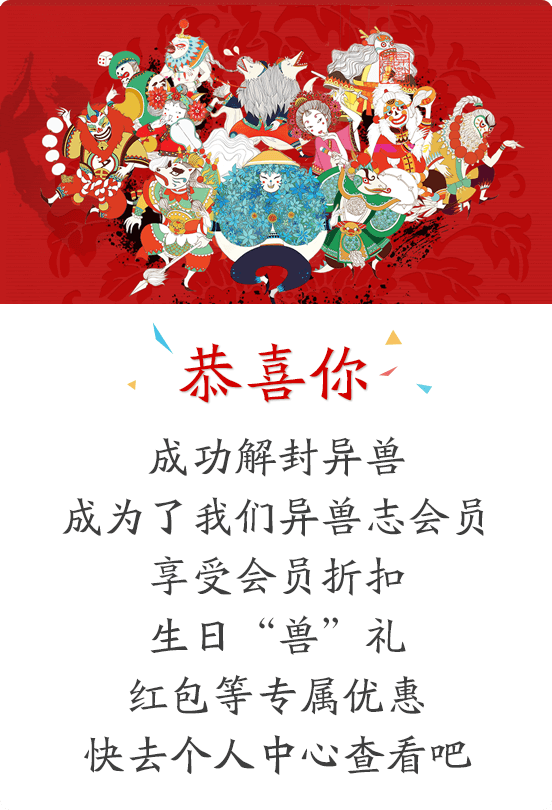 恭喜你
成功解封异兽
成为了我们异兽志会员
享受会员折扣
生日“兽”礼
红包等专属优惠
快去个人中心查看吧